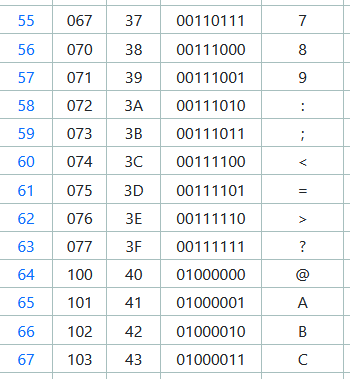 55 067 37 00110111 7
56 070 38 00111000 8
57 071 39 00111001 9
58 072 3A 00111010 :
59 073 3B 00111011 ;
60 074 3C 00111100 <
61 075 3D 00111101 =
62 076 3E 00111110 >
63 077 3F 00111111 ?
64 100 40 01000000 @
65 101 41 01000001 A
66 102 42 01000010 B
67 103 43 01000011 C